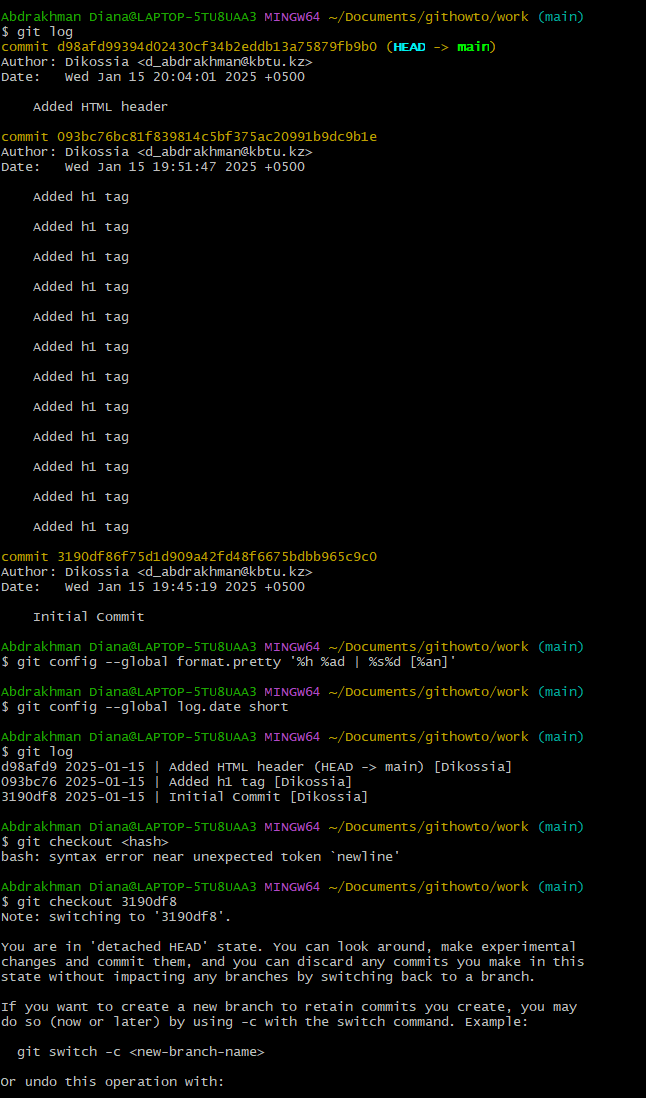 Abdrakhman Diana@LAPTOP-5TU8UAA3 MINGW64 ~/Documents/githowto/work (main)
$ git log
commit d98afd99394d02430cf34b2eddb13a75879fb9b0 (HEAD -> main)
Author: Dikossia <d_abdrakhman@kbtu.kz>
Date:   Wed Jan 15 20:04:01 2025 +0500
    Added HTML header
commit 093bc76bc81f839814c5bf375ac20991b9dc9b1e
Author: Dikossia <d_abdrakhman@kbtu.kz>
Date:   Wed Jan 15 19:51:47 2025 +0500
    Added h1 tag
    Added h1 tag
    Added h1 tag
    Added h1 tag
    Added h1 tag
    Added h1 tag
    Added h1 tag
    Added h1 tag
    Added h1 tag
    Added h1 tag
    Added h1 tag
    Added h1 tag
commit 3190df86f75d1d909a42fd48f6675bdbb965c9c0
Author: Dikossia <d_abdrakhman@kbtu.kz>
Date:   Wed Jan 15 19:45:19 2025 +0500
    Initial Commit
Abdrakhman Diana@LAPTOP-5TU8UAA3 MINGW64 ~/Documents/githowto/work (main)
$ git config --global format.pretty '%h %ad | %s%d [%an]'
Abdrakhman Diana@LAPTOP-5TU8UAA3 MINGW64 ~/Documents/githowto/work (main)
$ git config --global log.date short
Abdrakhman Diana@LAPTOP-5TU8UAA3 MINGW64 ~/Documents/githowto/work (main)
$ git log
d98afd9 2025-01-15 | Added HTML header (HEAD -> main) [Dikossia]
093bc76 2025-01-15 | Added h1 tag [Dikossia]
3190df8 2025-01-15 | Initial Commit [Dikossia]
Abdrakhman Diana@LAPTOP-5TU8UAA3 MINGW64 ~/Documents/githowto/work (main)
$ git checkout <hash>
bash: syntax error near unexpected token `newline'
Abdrakhman Diana@LAPTOP-5TU8UAA3 MINGW64 ~/Documents/githowto/work (main)
$ git checkout 3190df8
Note: switching to '3190df8'.
You are in 'detached HEAD' state. You can look around, make experimental
changes and commit them, and you can discard any commits you make in this
state without impacting any branches by switching back to a branch.
If you want to create a new branch to retain commits you create, you may
do so (now or later) by using -c with the switch command. Example:
  git switch -c <new-branch-name>
Or undo this operation with: